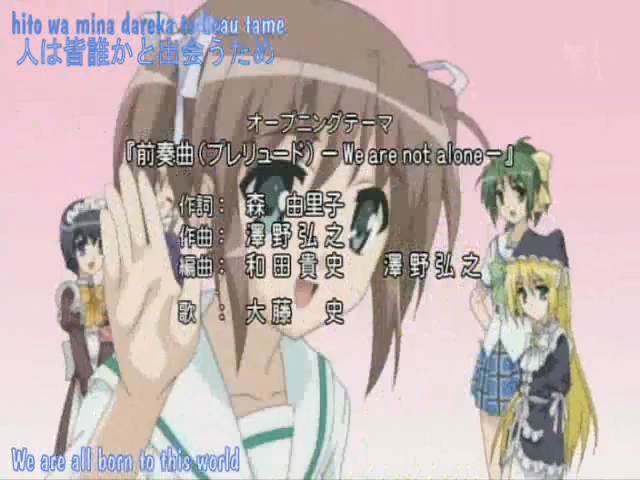 hito wa mina dareka to deau tame
人は皆誰かと出会うため
オープニングテーマ
『前奏曲(プレリュード)－We are not alone－』
作詞: 森 由里子
作曲: 澤野弘之
編曲: 和田貴史 澤野弘之
歌: 大藤 史
We are all born to this world